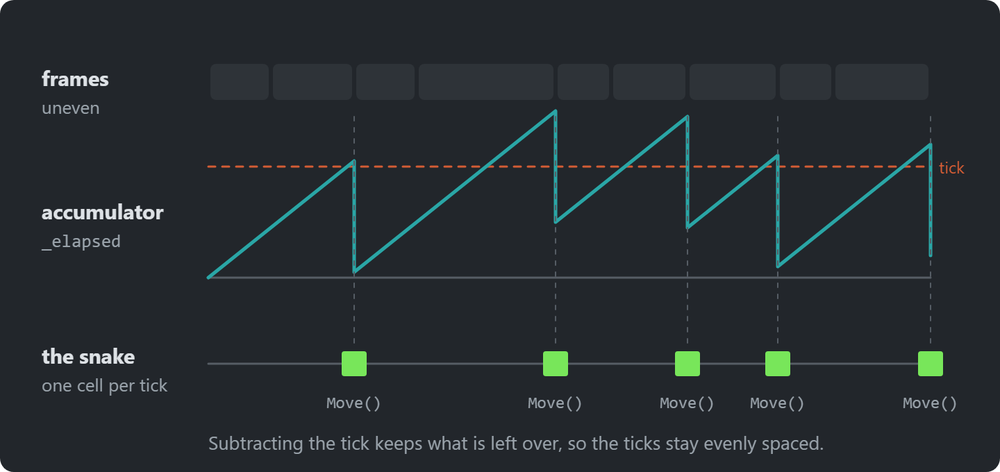 frames
uneven
tick
accumulator
_elapsed
the snake
one cell per tick
Move() Move() Move() Move() Move()
Subtracting the tick keeps what is left over, so the ticks stay evenly spaced.